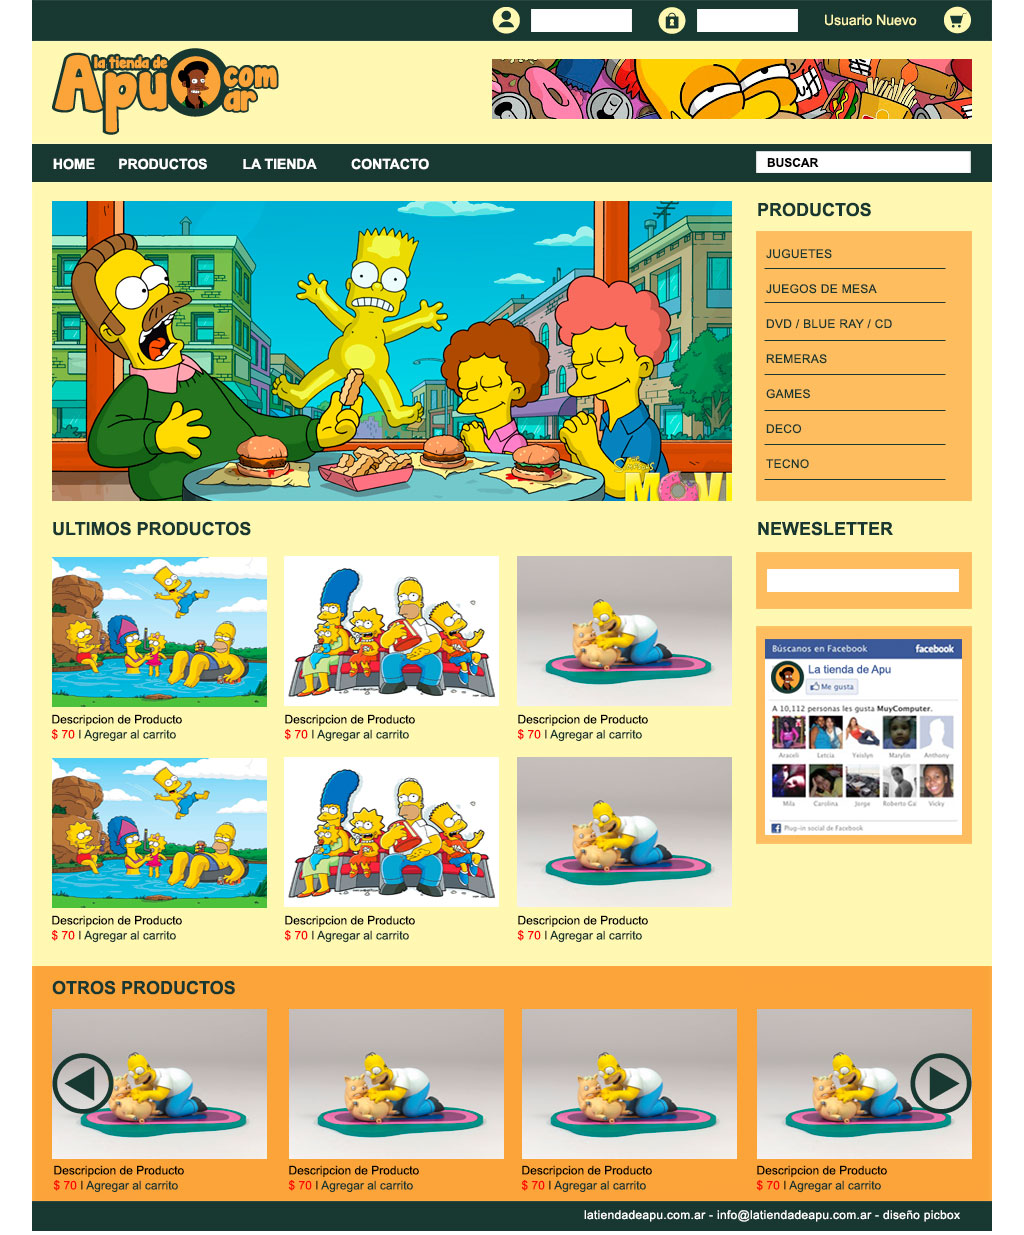 Usuario Nuevo
la tienda de
Apu
com
ar
HOME PRODUCTOS LA TIENDA CONTACTO
BUSCAR
PRODUCTOS
JUGUETES
JUEGOS DE MESA
DVD / BLUE RAY / CD
REMERAS
GAMES
DECO
TECNO
ULTIMOS PRODUCTOS
Descripcion de Producto
$ 70 I Agregar al carrito
Descripcion de Producto
$ 70 I Agregar al carrito
Descripcion de Producto
$ 70 I Agregar al carrito
Descripcion de Producto
$ 70 I Agregar al carrito
Descripcion de Producto
$ 70 I Agregar al carrito
Descripcion de Producto
$ 70 I Agregar al carrito
NEWESLETTER
Búscanos en Facebook facebook
La tienda de Apu
Me gusta
A 10,112 personas les gusta MuyComputer.
Araceli Letcia Yeislyn Marylin Anthony
Mila Carolina Jorge Roberto Ga Vicky
Plug-in social de Facebook
OTROS PRODUCTOS
Descripcion de Producto
$ 70 I Agregar al carrito
Descripcion de Producto
$ 70 I Agregar al carrito
Descripcion de Producto
$ 70 I Agregar al carrito
Descripcion de Producto
$ 70 I Agregar al carrito
latiendadeapu.com.ar - info@latiendadeapu.com.ar - diseño picbox